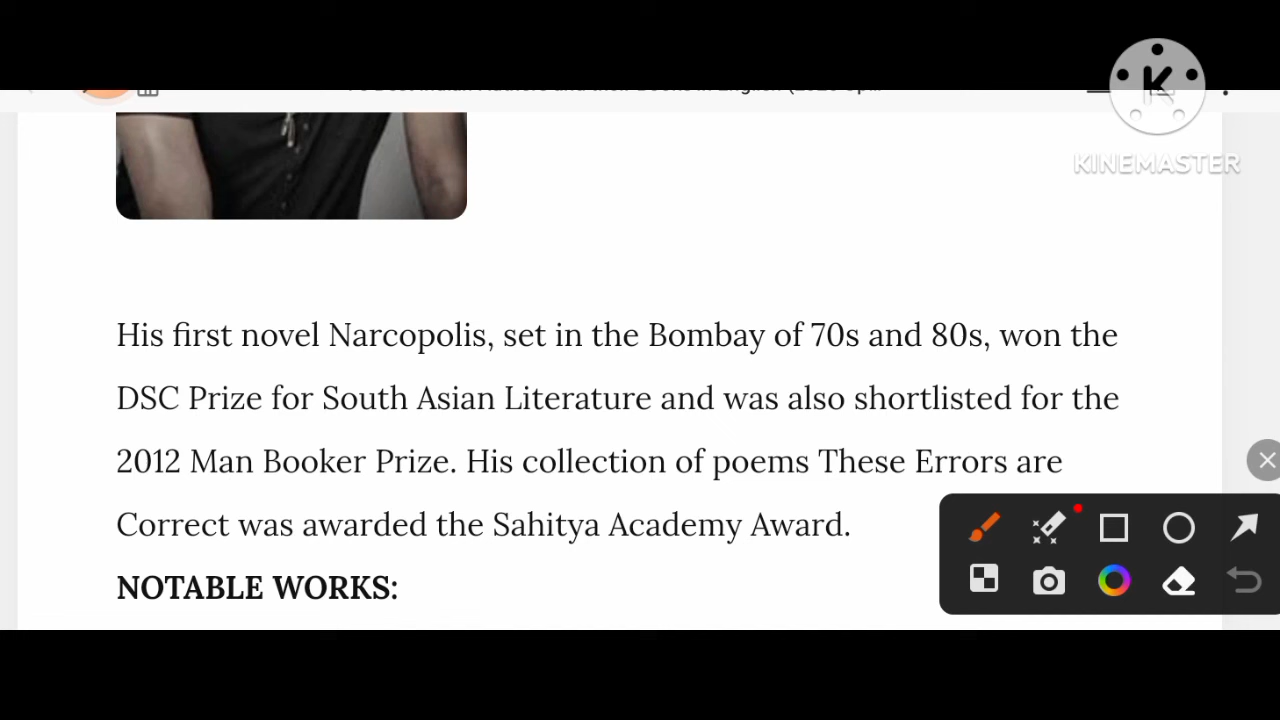 KINEMASTER
His first novel Narcopolis, set in the Bombay of 70s and 80s, won the
DSC Prize for South Asian Literature and was also shortlisted for the
2012 Man Booker Prize. His collection of poems These Errors are
Correct was awarded the Sahitya Academy Award.
NOTABLE WORKS: